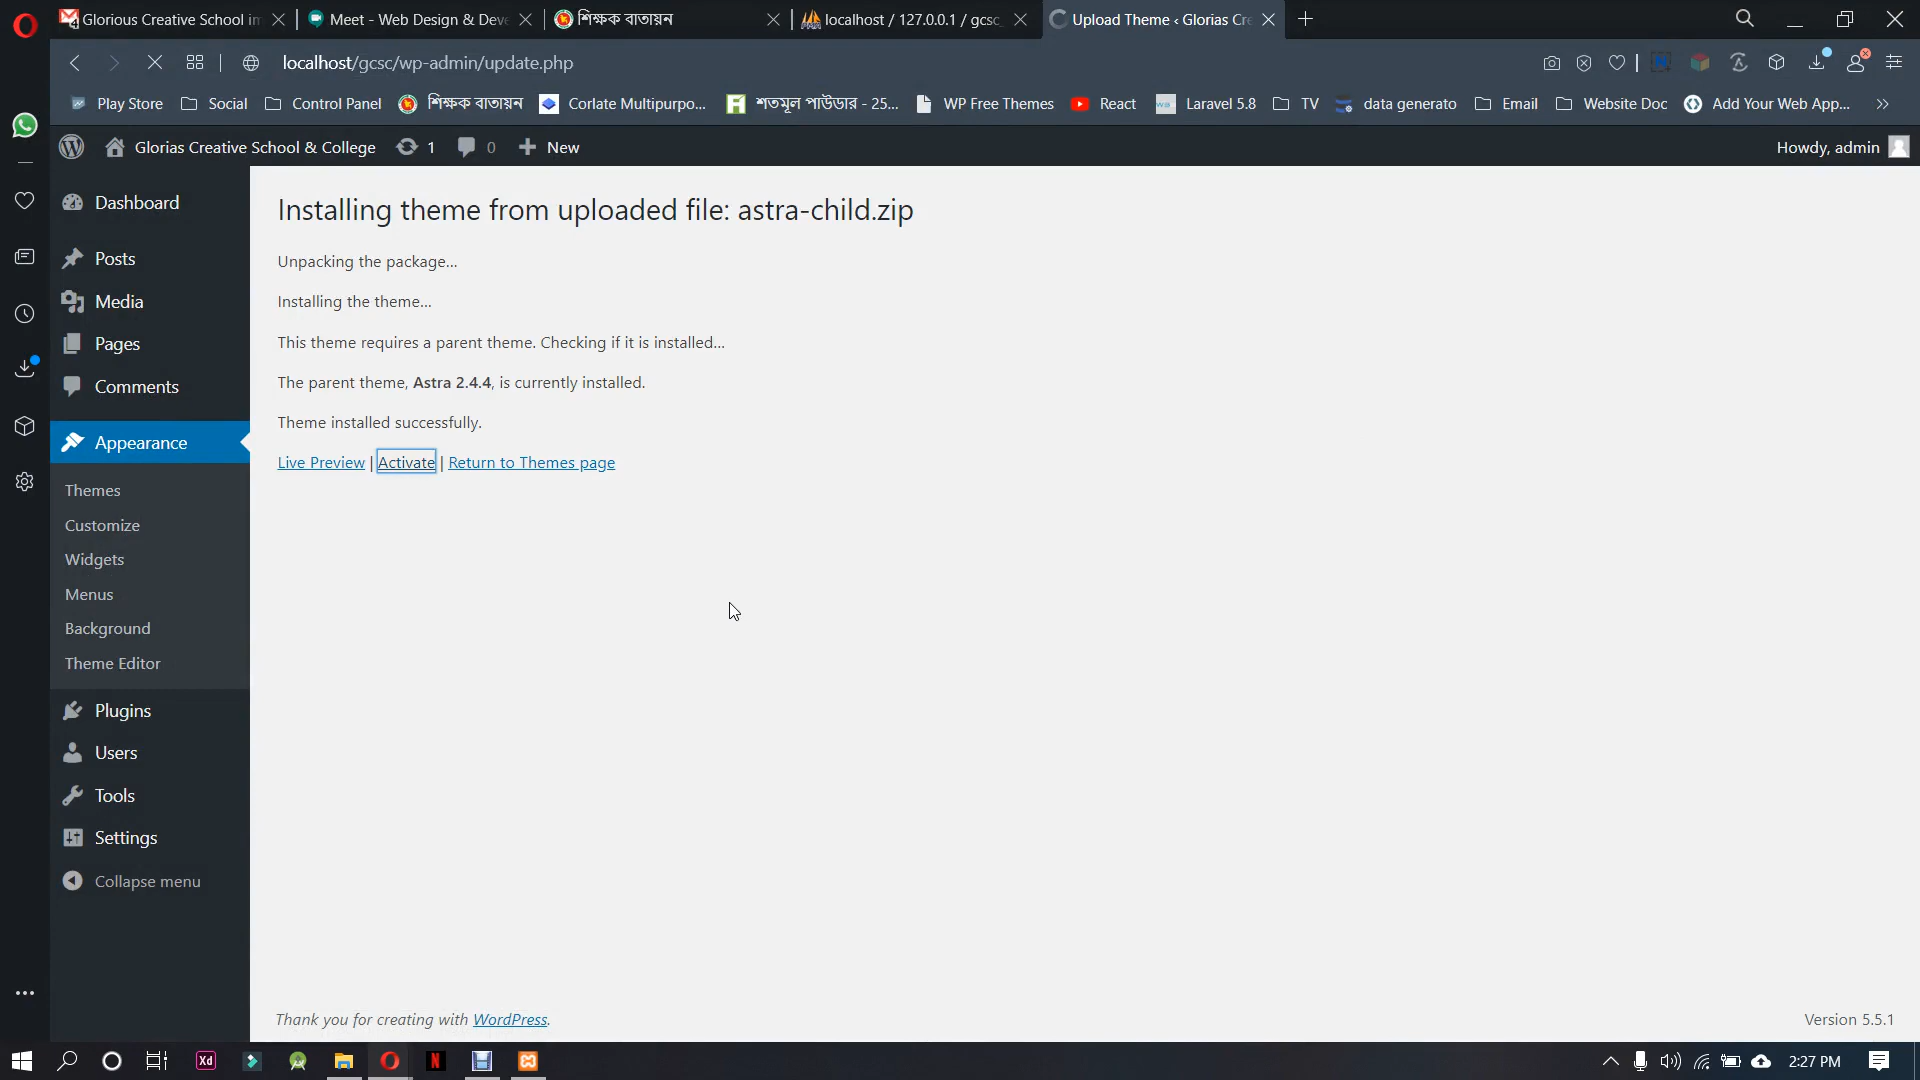 Glorious Creative School in
Meet - Web Design & Deve
শিক্ষক বাতায়ন
localhost / 127.0.0.1 / gcsc_
Upload Theme ‹ Glorias Cre
localhost/gcsc/wp-admin/update.php
Play Store
Social
Control Panel
শিক্ষক বাতায়ন
Corlate Multipurpo...
শতমূল পাউডার - 25...
WP Free Themes
React
Laravel 5.8
TV
data generato
Email
Website Doc
Add Your Web App...
Glorias Creative School & College
1
0
New
Howdy, admin
Dashboard
Posts
Media
Pages
Comments
Appearance
Themes
Customize
Widgets
Menus
Background
Theme Editor
Plugins
Users
Tools
Settings
Collapse menu
Installing theme from uploaded file: astra-child.zip
Unpacking the package...
Installing the theme...
This theme requires a parent theme. Checking if it is installed...
The parent theme, Astra 2.4.4, is currently installed.
Theme installed successfully.
Live Preview | Activate | Return to Themes page
Thank you for creating with WordPress.
Version 5.5.1
Xd
N
2:27 PM